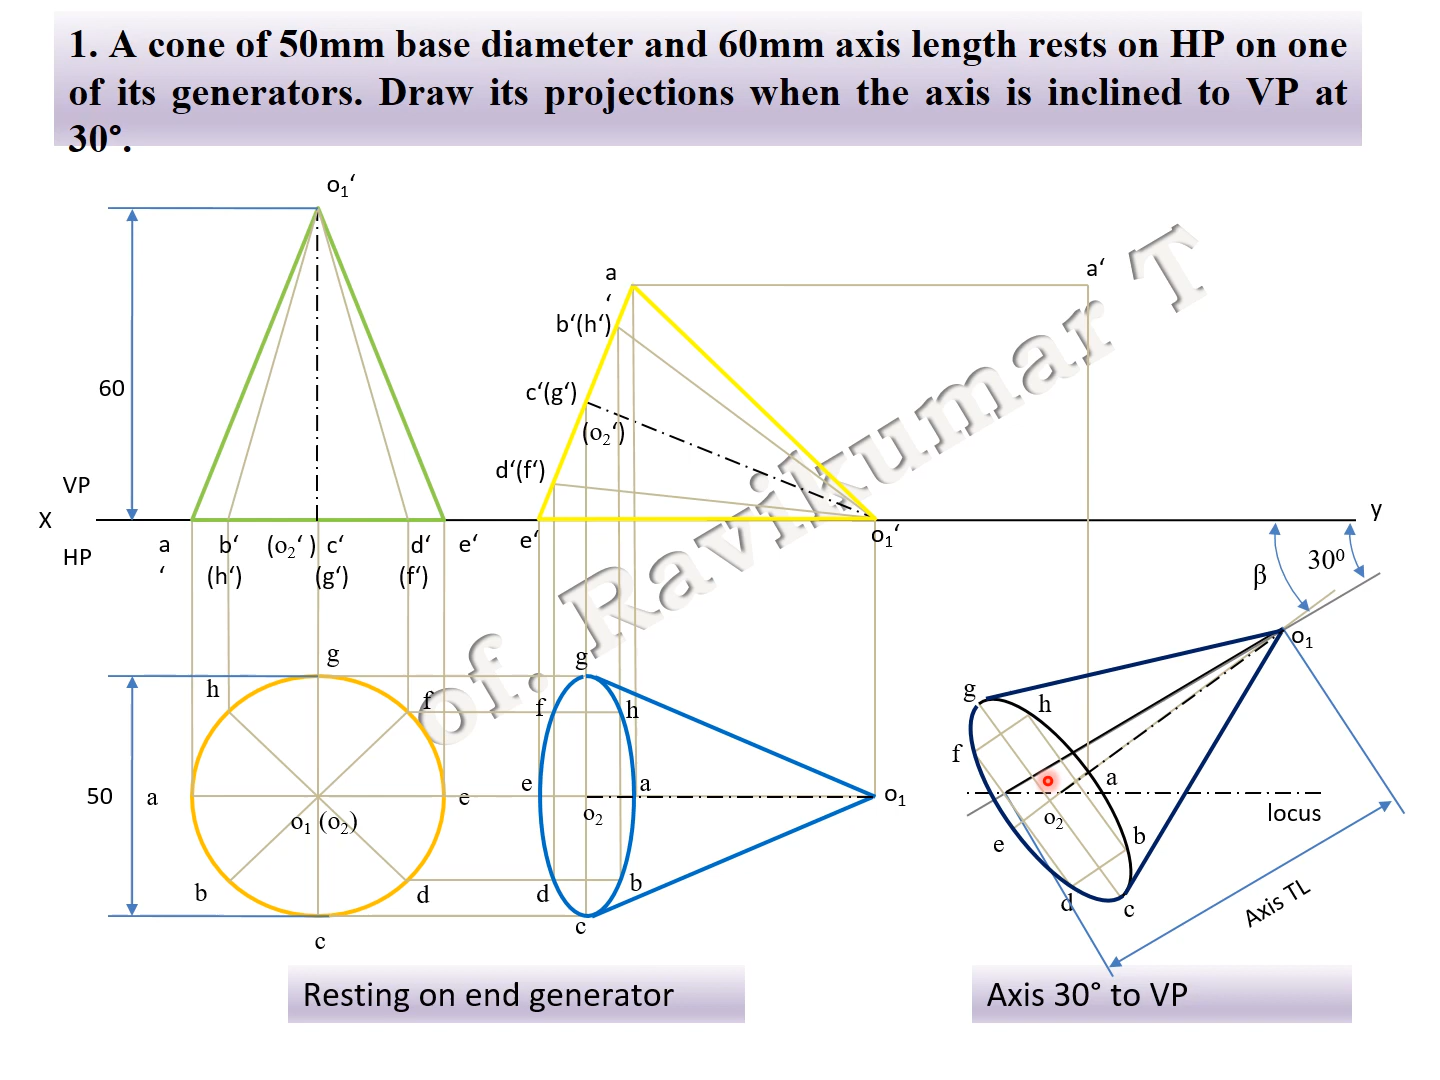 1. A cone of 50mm base diameter and 60mm axis length rests on HP on one
of its generators. Draw its projections when the axis is inclined to VP at
30°.
o₁‘
a
‘
a‘
b‘(h‘)
60
c‘(g‘)
(o₂‘)
d‘(f‘)
VP
X
y
HP
a
‘
b‘
(h‘)
(o₂‘ )
c‘
(g‘)
d‘
(f‘)
e‘
e‘
o₁‘
β
30⁰
of. Ravikumar T
g
h
f
a
e
o₁ (o₂)
b
d
c
50
g
f
h
e
a
o₂
o₁
d
b
c
o₁
g
h
f
a
o₂
e
b
d
c
locus
Axis TL
Resting on end generator
Axis 30° to VP